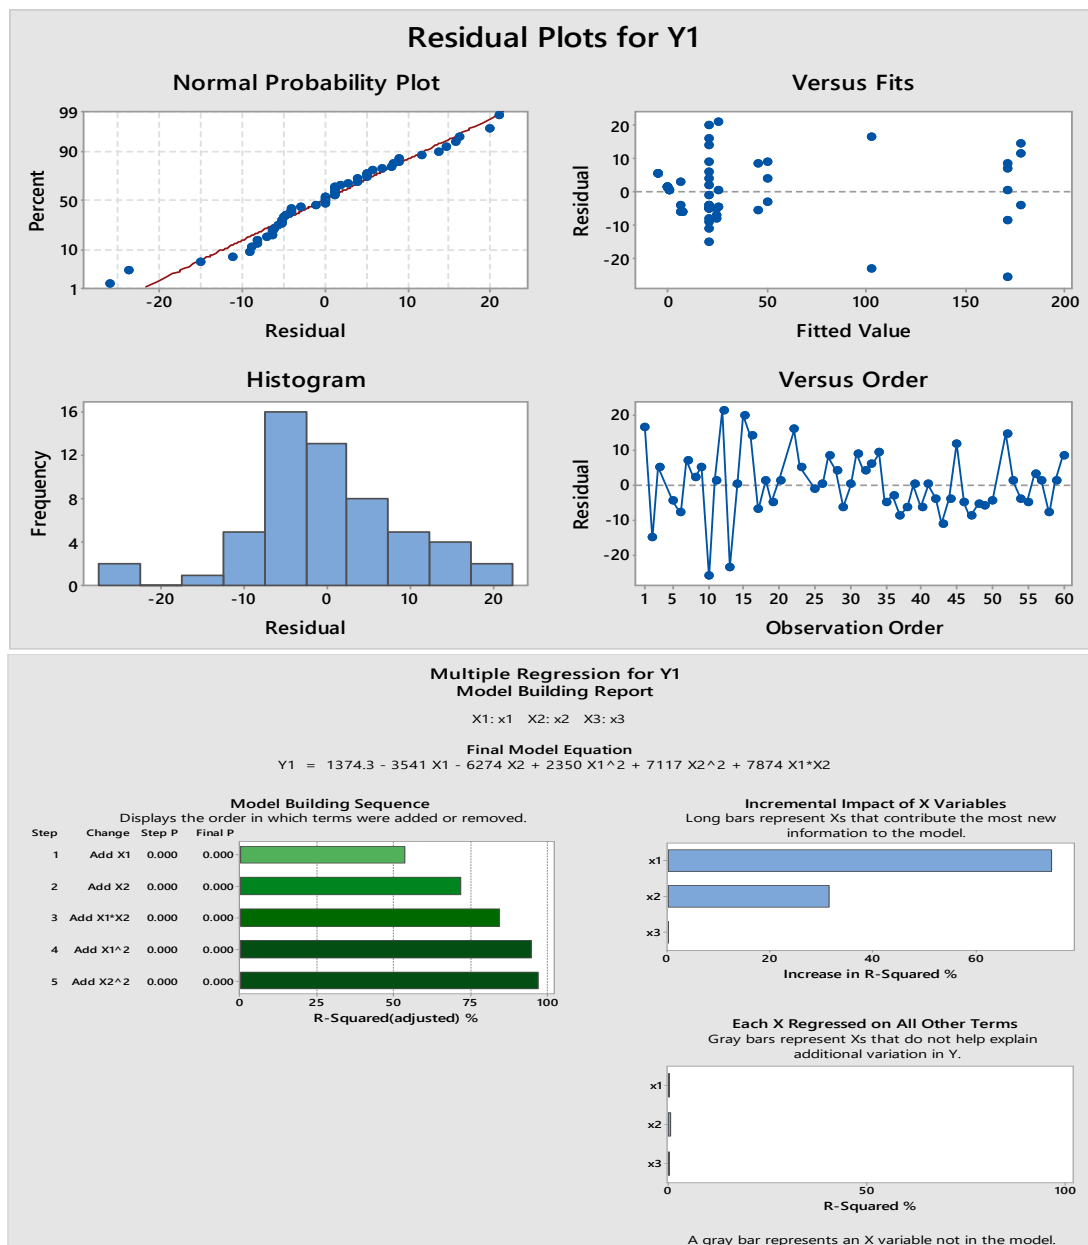 Residual Plots for Y1
Normal Probability Plot
99
90
50
10
1
Percent
-20 -10 0 10 20
Residual
Versus Fits
20
10
0
-10
-20
Residual
0 50 100 150 200
Fitted Value
Histogram
16
12
8
4
0
Frequency
-20 -10 0 10 20
Residual
Versus Order
20
10
0
-10
-20
Residual
1 5 10 15 20 25 30 35 40 45 50 55 60
Observation Order
Multiple Regression for Y1
Model Building Report
X1: x1 X2: x2 X3: x3
Final Model Equation
Y1 = 1374.3 - 3541 X1 - 6274 X2 + 2350 X1^2 + 7117 X2^2 + 7874 X1*X2
Model Building Sequence
Displays the order in which terms were added or removed.
Step Change Step P Final P
1 Add X1 0.000 0.000
2 Add X2 0.000 0.000
3 Add X1*X2 0.000 0.000
4 Add X1^2 0.000 0.000
5 Add X2^2 0.000 0.000
0 25 50 75 100
R-Squared(adjusted) %
Incremental Impact of X Variables
Long bars represent Xs that contribute the most new
information to the model.
x1
x2
x3
0 20 40 60
Increase in R-Squared %
Each X Regressed on All Other Terms
Gray bars represent Xs that do not help explain
additional variation in Y.
x1
x2
x3
0 50 100
R-Squared %
A gray bar represents an X variable not in the model.